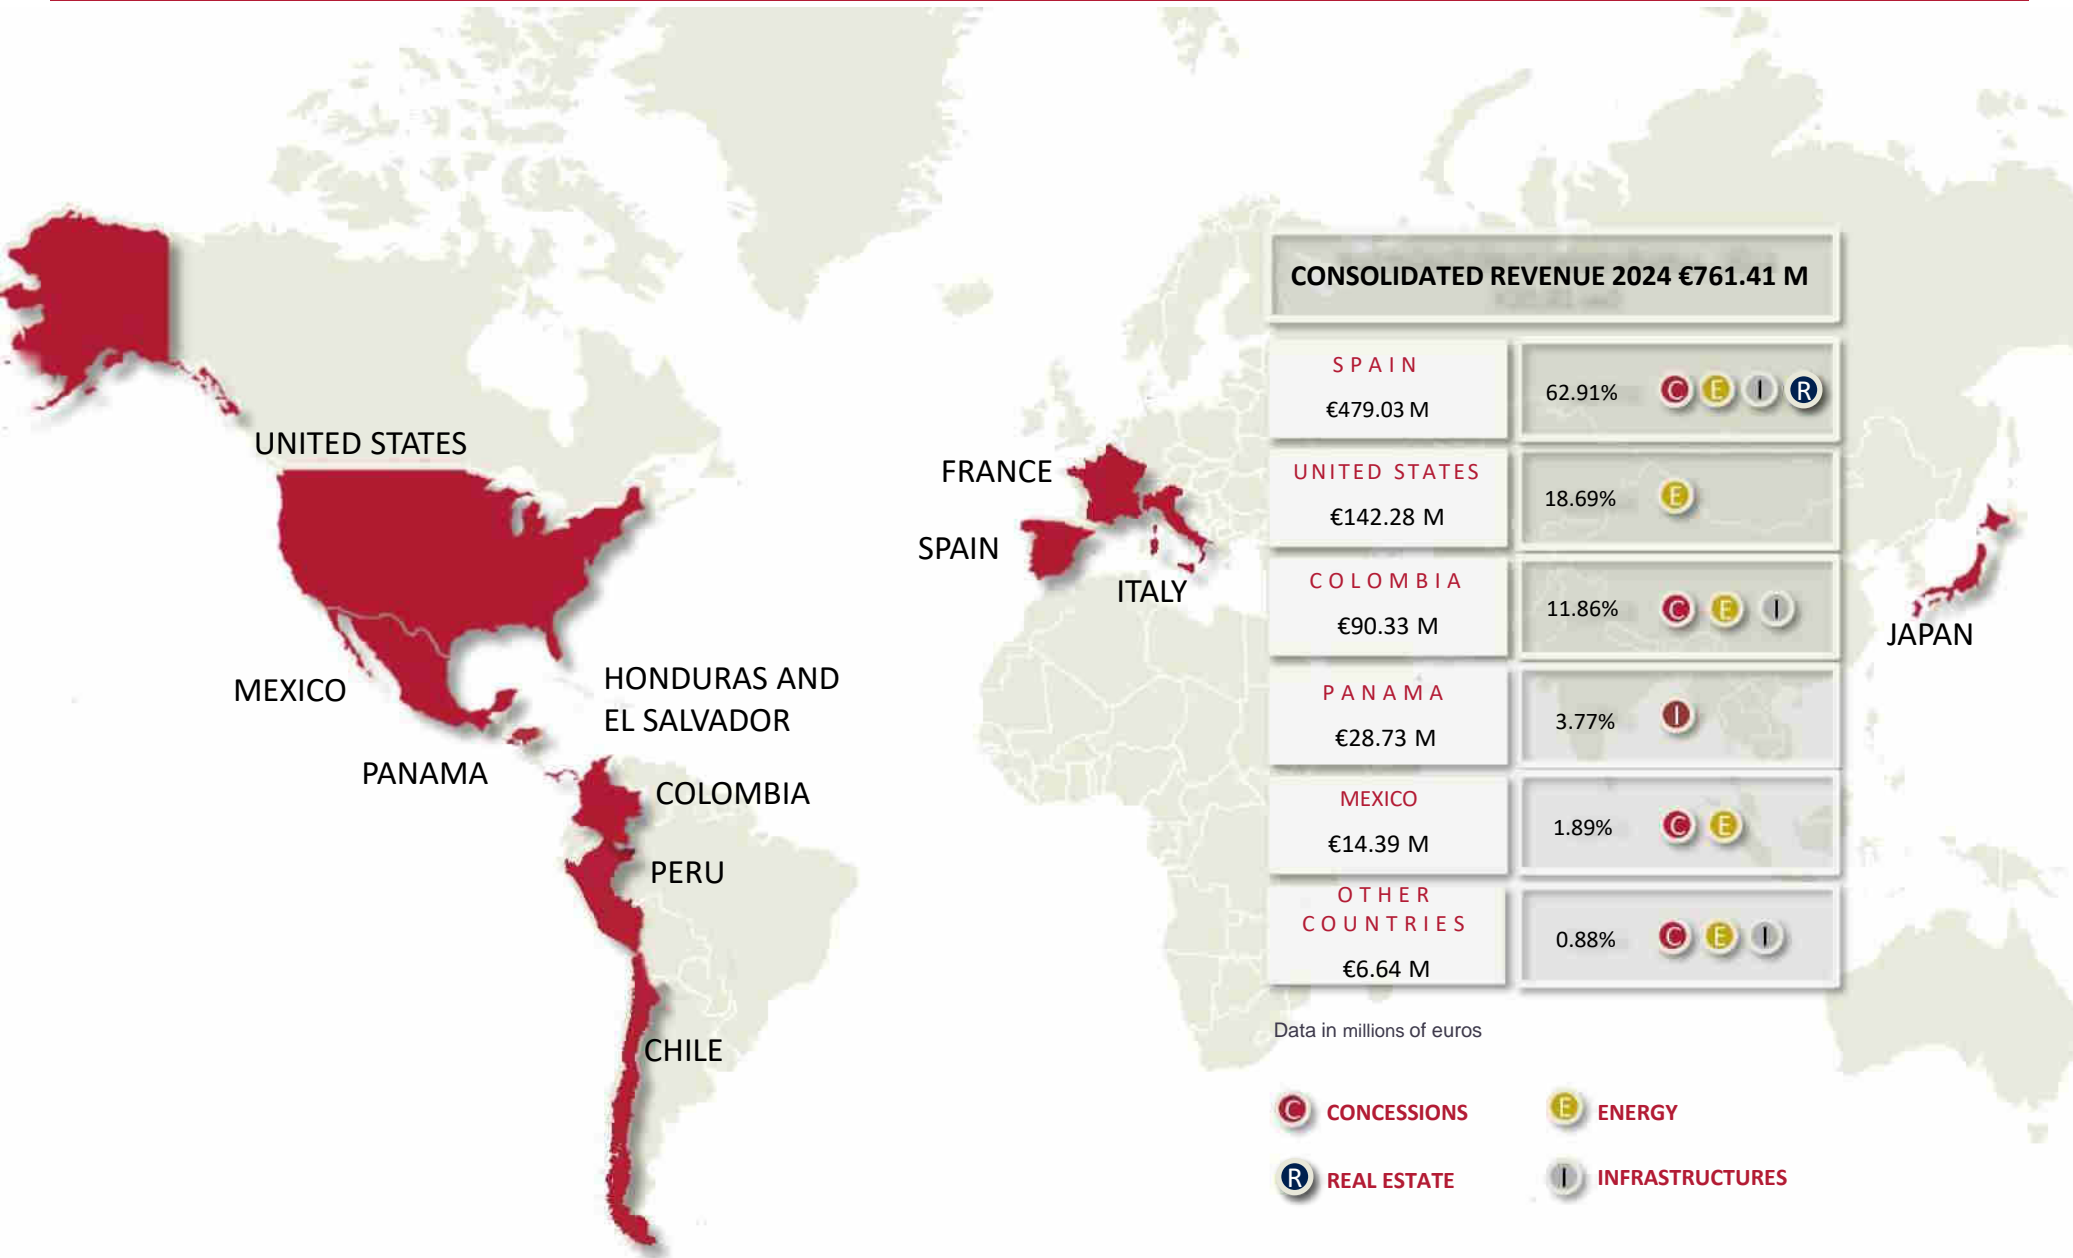 UNITED STATES
MEXICO
PANAMA
HONDURAS AND
EL SALVADOR
COLOMBIA
PERU
CHILE
FRANCE
SPAIN
ITALY
JAPAN
CONSOLIDATED REVENUE 2024 €761.41 M
SPAIN
€479.03 M
62.91% C E I R
UNITED STATES
€142.28 M
18.69% E
COLOMBIA
€90.33 M
11.86% C E I
PANAMA
€28.73 M
3.77% I
MEXICO
€14.39 M
1.89% C E
OTHER
COUNTRIES
€6.64 M
0.88% C E I
Data in millions of euros
C CONCESSIONS
E ENERGY
R REAL ESTATE
I INFRASTRUCTURES